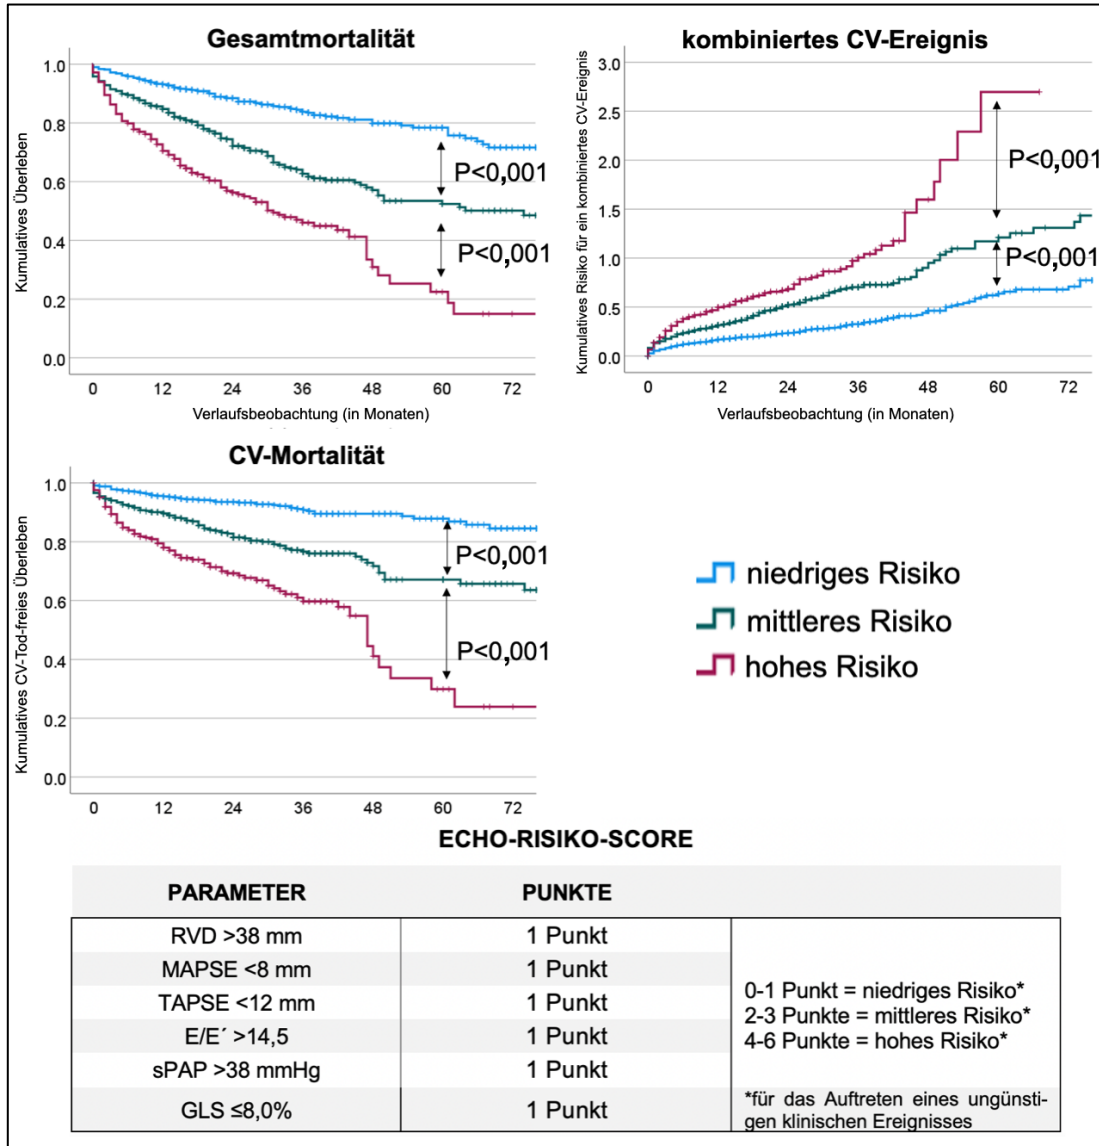 Gesamtmortalität
Kumulatives Überleben
1.0
0.8
0.6
0.4
0.2
0.0
P<0,001
P<0,001
0 12 24 36 48 60 72
Verlaufsbeobachtung (in Monaten)
kombiniertes CV-Ereignis
Kumulatives Risiko für ein kombiniertes CV-Ereignis
3.0
2.5
2.0
1.5
1.0
0.5
0.0
P<0,001
P<0,001
0 12 24 36 48 60 72
Verlaufsbeobachtung (in Monaten)
CV-Mortalität
Kumulatives CV-Tod-freies Überleben
1.0
0.8
0.6
0.4
0.2
0.0
P<0,001
P<0,001
0 12 24 36 48 60 72
niedriges Risiko
mittleres Risiko
hohes Risiko
ECHO-RISIKO-SCORE
PARAMETER PUNKTE
RVD >38 mm 1 Punkt
MAPSE <8 mm 1 Punkt
TAPSE <12 mm 1 Punkt
E/E´ >14,5 1 Punkt
sPAP >38 mmHg 1 Punkt
GLS ≤8,0% 1 Punkt
0-1 Punkt = niedriges Risiko*
2-3 Punkte = mittleres Risiko*
4-6 Punkte = hohes Risiko*
*für das Auftreten eines ungünsti-
gen klinischen Ereignisses